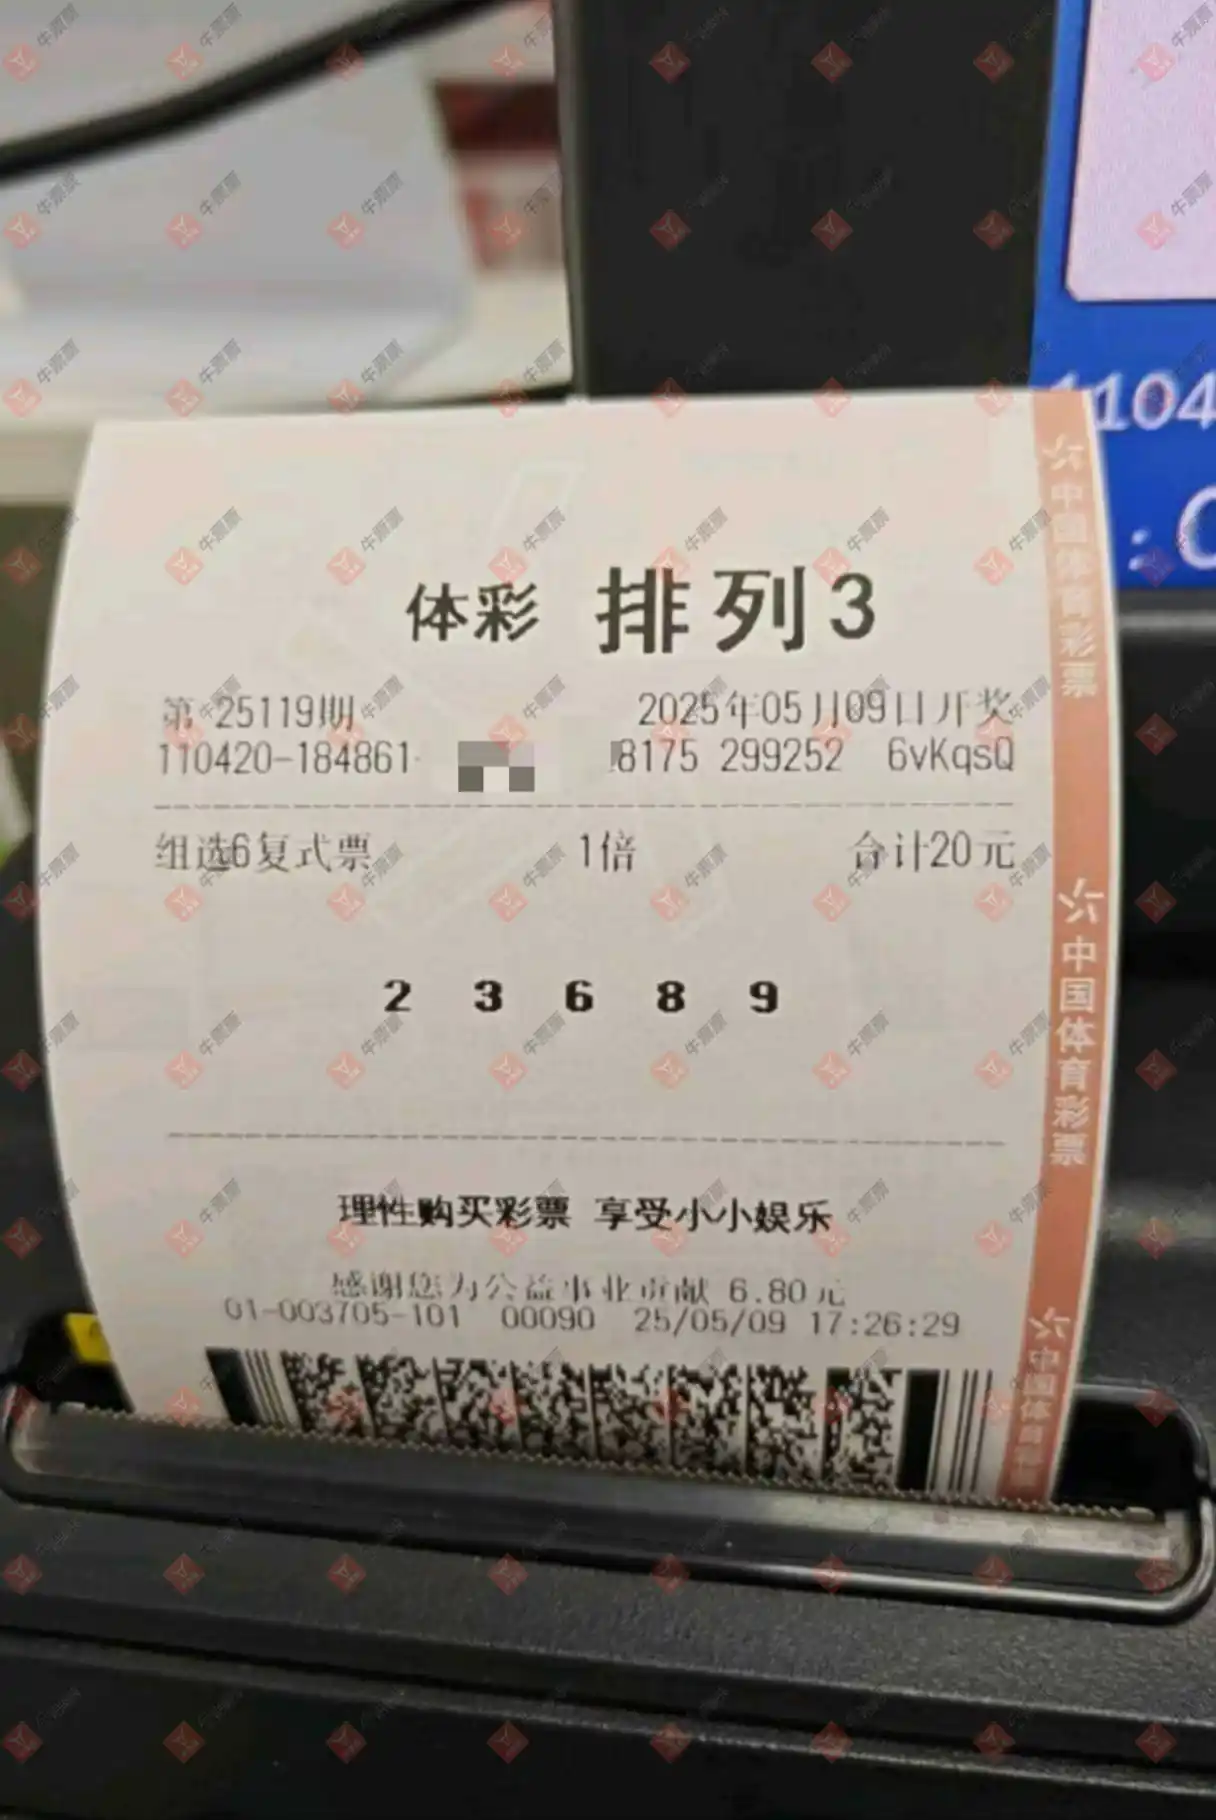 1104
: C
体彩 排列3
第 25119期 2025年05月09日开奖
110420-184861- 8175 299252 6vKqsQ
组选6复式票 1倍 合计20元
2 3 6 8 9
理性购买彩票 享受小小娱乐
感谢您为公益事业贡献 6.80元
01-003705-101 00090 25/05/09 17:26:29
中国体育彩票
中国体育彩票
中国体育彩票
牛票票